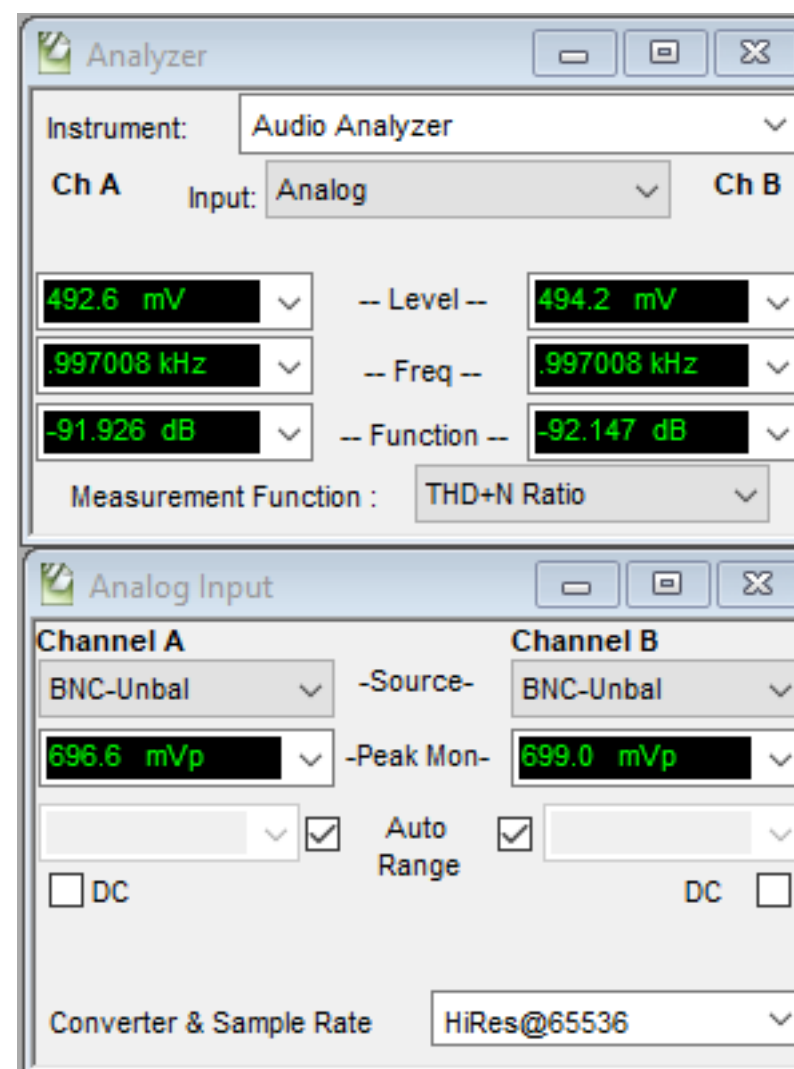 Analyzer
Instrument: Audio Analyzer
Ch A Input: Analog Ch B
492.6 mV -- Level -- 494.2 mV
.997008 kHz -- Freq -- .997008 kHz
-91.926 dB -- Function -- -92.147 dB
Measurement Function : THD+N Ratio
Analog Input
Channel A Channel B
BNC-Unbal -Source- BNC-Unbal
696.6 mVp -Peak Mon- 699.0 mVp
Auto
Range
DC DC
Converter & Sample Rate HiRes@65536